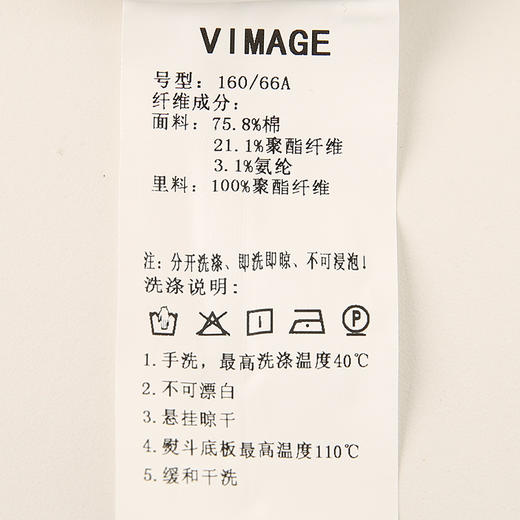 VIMAGE
号型: 160/66A
纤维成分:
面料: 75.8%棉
21.1%聚酯纤维
3.1%氨纶
里料: 100%聚酯纤维
注: 分开洗涤、即洗即晾、不可浸泡!
洗涤说明:
P
1.手洗，最高洗涤温度40℃
2.不可漂白
3.悬挂晾干
4.熨斗底板最高温度110℃
5.缓和干洗